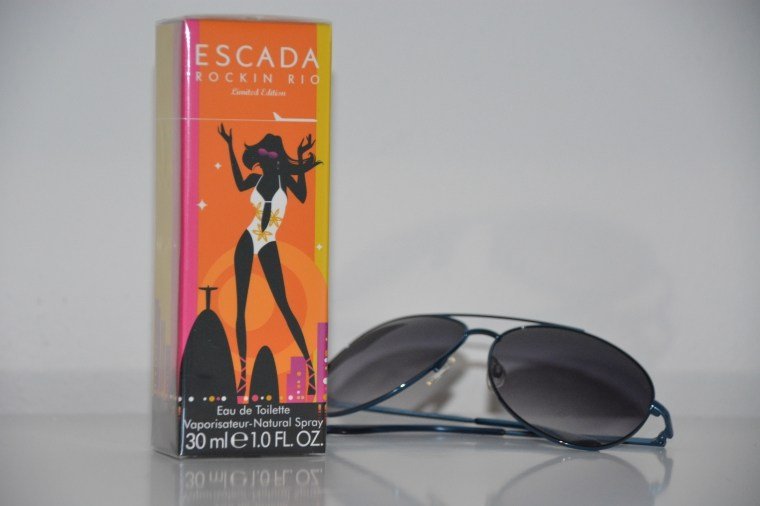 ESCADA
ROCKIN RIO
Limited Edition
Eau de Toilette
Vaporisateur-Natural Spray
30 ml e 1.0 FL. OZ.